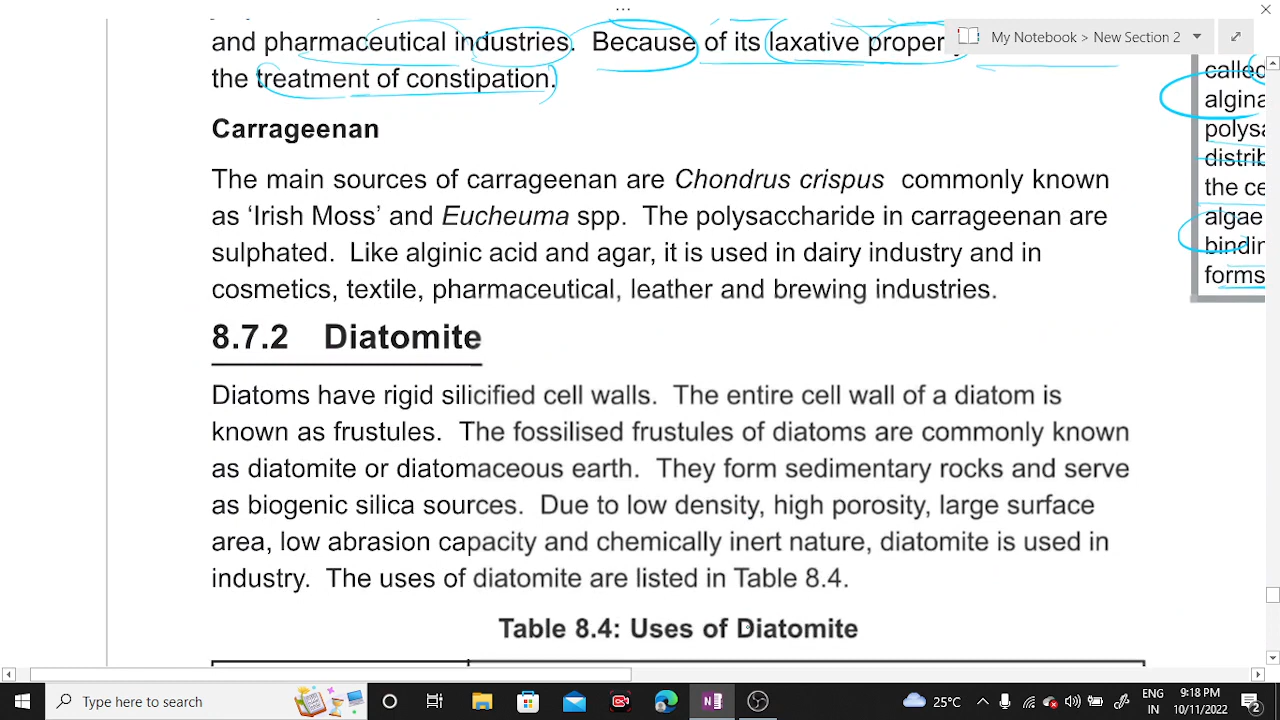 ...
and pharmaceutical industries. Because of its laxative
My Notebook > New Section 2
the treatment of constipation.
called
Carrageenan
The main sources of carrageenan are Chondrus crispus commonly known
as ‘Irish Moss’ and Eucheuma spp. The polysaccharide in carrageenan are
the
sulphated. Like alginic acid and agar, it is used in dairy industry and in
algae
cosmetics, textile, pharmaceutical, leather and brewing industries.
forms
8.7.2 Diatomite
Diatoms have rigid silicified cell walls. The entire cell wall of a diatom is
known as frustules. The fossilised frustules of diatoms are commonly known
as diatomite or diatomaceous earth. They form sedimentary rocks and serve
as biogenic silica sources. Due to low density, high porosity, large surface
area, low abrasion capacity and chemically inert nature, diatomite is used in
industry. The uses of diatomite are listed in Table 8.4.
Table 8.4: Uses of Diatomite
Type here to search
25°C
ENG
IN
9:18 PM
10/11/2022
2